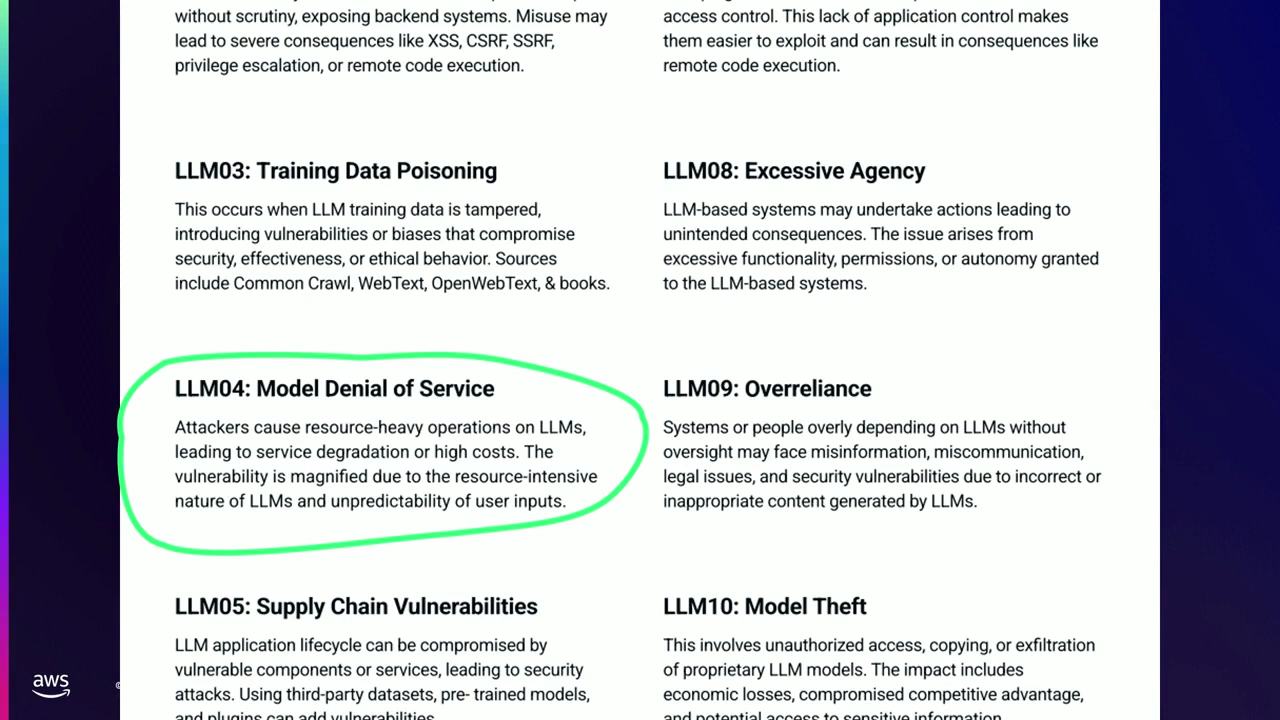 without scrutiny, exposing backend systems. Misuse may
lead to severe consequences like XSS, CSRF, SSRF,
privilege escalation, or remote code execution.
access control. This lack of application control makes
them easier to exploit and can result in consequences like
remote code execution.
LLM03: Training Data Poisoning
This occurs when LLM training data is tampered,
introducing vulnerabilities or biases that compromise
security, effectiveness, or ethical behavior. Sources
include Common Crawl, WebText, OpenWebText, & books.
LLM08: Excessive Agency
LLM-based systems may undertake actions leading to
unintended consequences. The issue arises from
excessive functionality, permissions, or autonomy granted
to the LLM-based systems.
LLM04: Model Denial of Service
Attackers cause resource-heavy operations on LLMs,
leading to service degradation or high costs. The
vulnerability is magnified due to the resource-intensive
nature of LLMs and unpredictability of user inputs.
LLM09: Overreliance
Systems or people overly depending on LLMs without
oversight may face misinformation, miscommunication,
legal issues, and security vulnerabilities due to incorrect or
inappropriate content generated by LLMs.
LLM05: Supply Chain Vulnerabilities
LLM application lifecycle can be compromised by
vulnerable components or services, leading to security
attacks. Using third-party datasets, pre- trained models,
and plugins can add vulnerabilities.
LLM10: Model Theft
This involves unauthorized access, copying, or exfiltration
of proprietary LLM models. The impact includes
economic losses, compromised competitive advantage,
and potential access to sensitive information.
aws